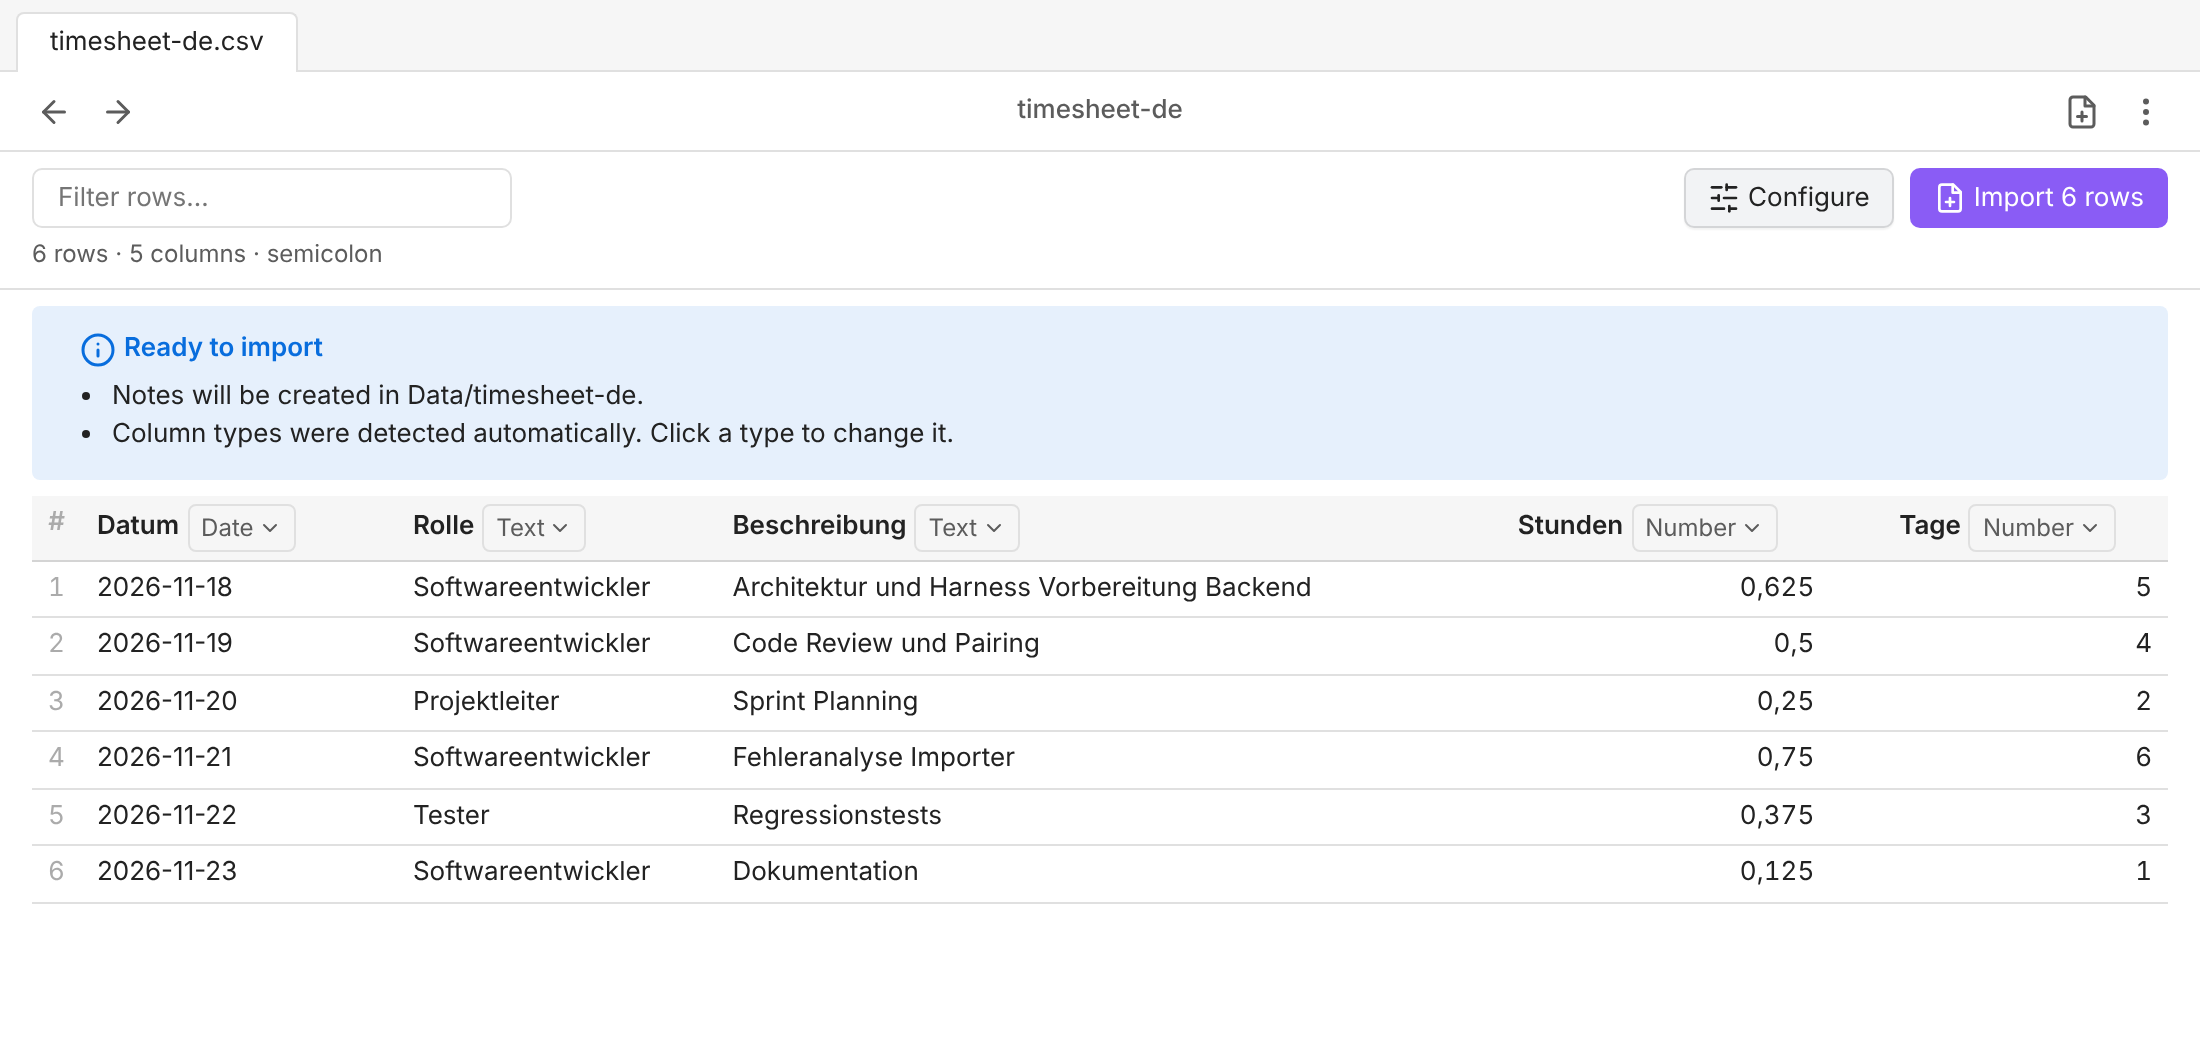 timesheet-de.csv
timesheet-de
Filter rows...
Configure
Import 6 rows
6 rows · 5 columns · semicolon
Ready to import
• Notes will be created in Data/timesheet-de.
• Column types were detected automatically. Click a type to change it.
# Datum Date Rolle Text Beschreibung Text Stunden Number Tage Number
1 2026-11-18 Softwareentwickler Architektur und Harness Vorbereitung Backend 0,625 5
2 2026-11-19 Softwareentwickler Code Review und Pairing 0,5 4
3 2026-11-20 Projektleiter Sprint Planning 0,25 2
4 2026-11-21 Softwareentwickler Fehleranalyse Importer 0,75 6
5 2026-11-22 Tester Regressionstests 0,375 3
6 2026-11-23 Softwareentwickler Dokumentation 0,125 1